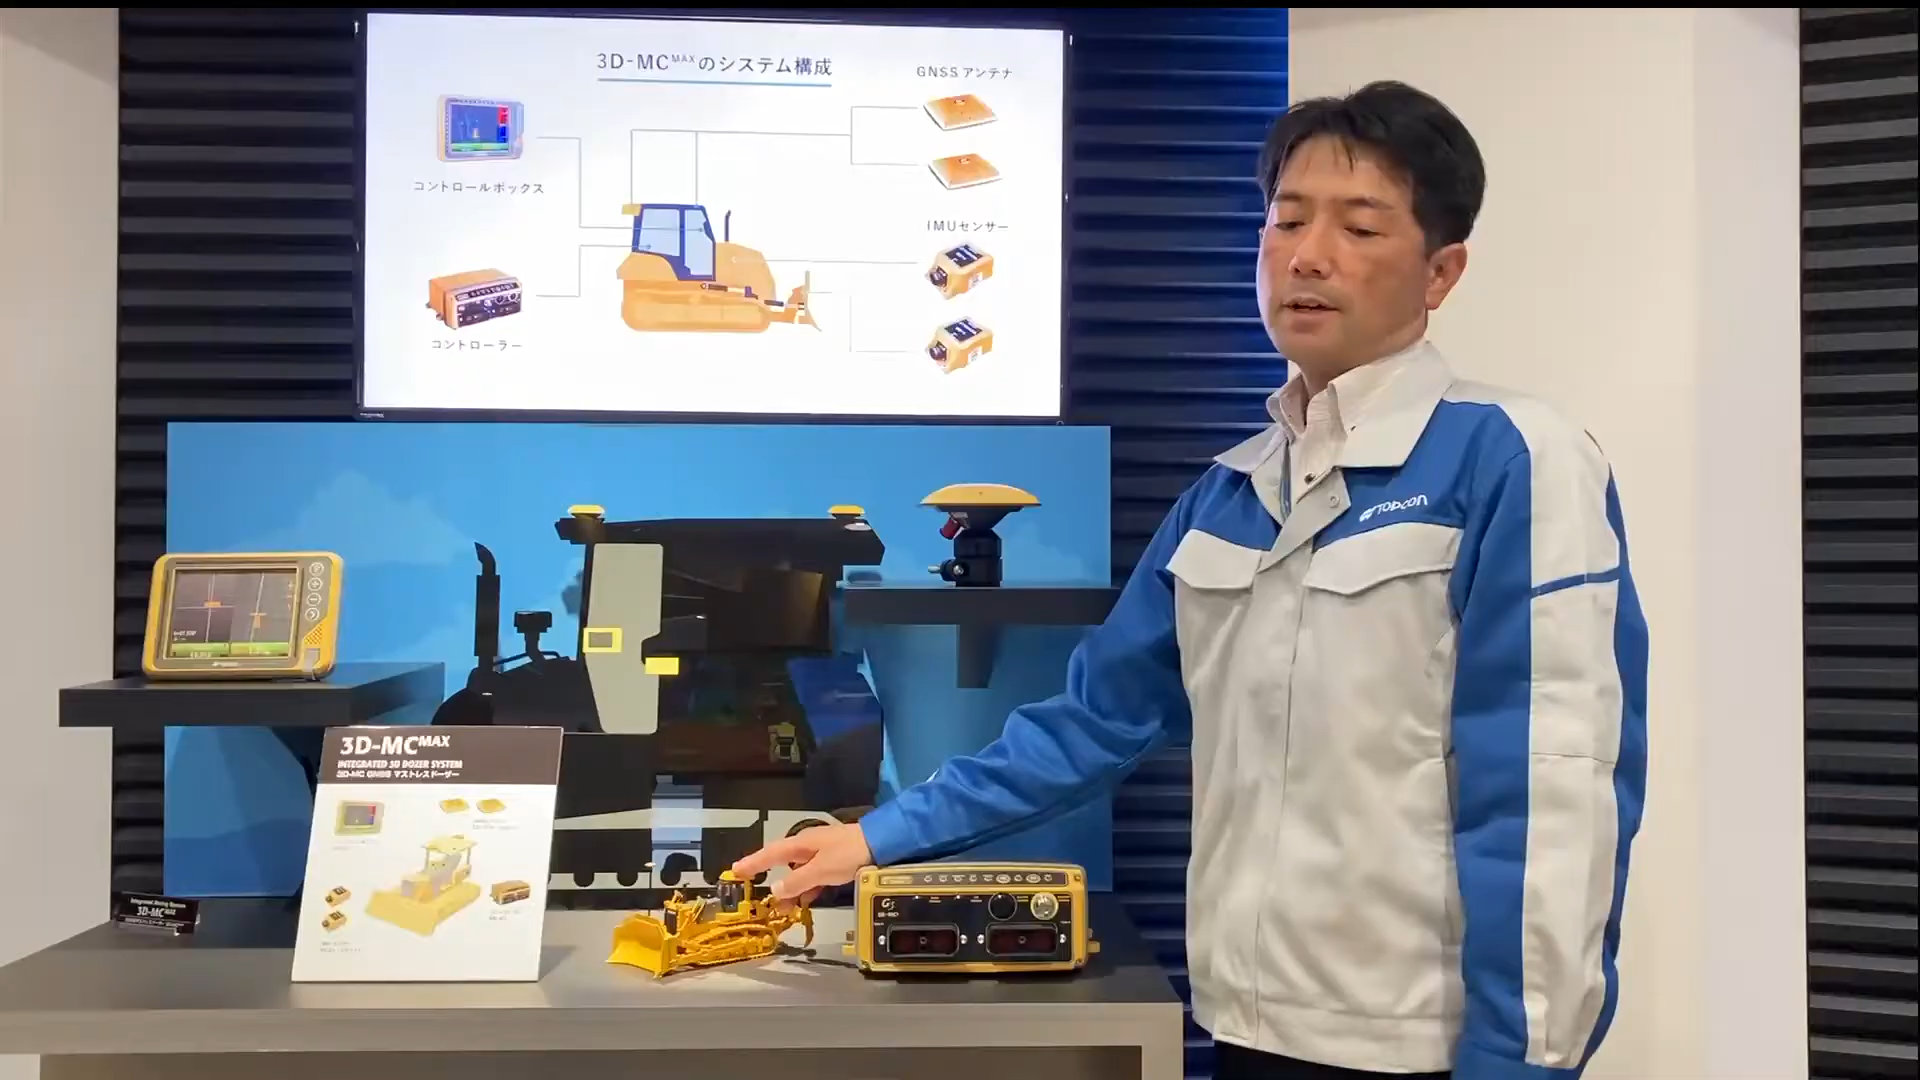 3D-MCMAXのシステム構成
GNSSアンテナ
コントロールボックス
IMUセンサー
コントローラー
TOPCON
3D-MCMAX
INTEGRATED 3D DOZER SYSTEM
3D-MC GNSS マストレスドーザー
3D-MCMAX
G3